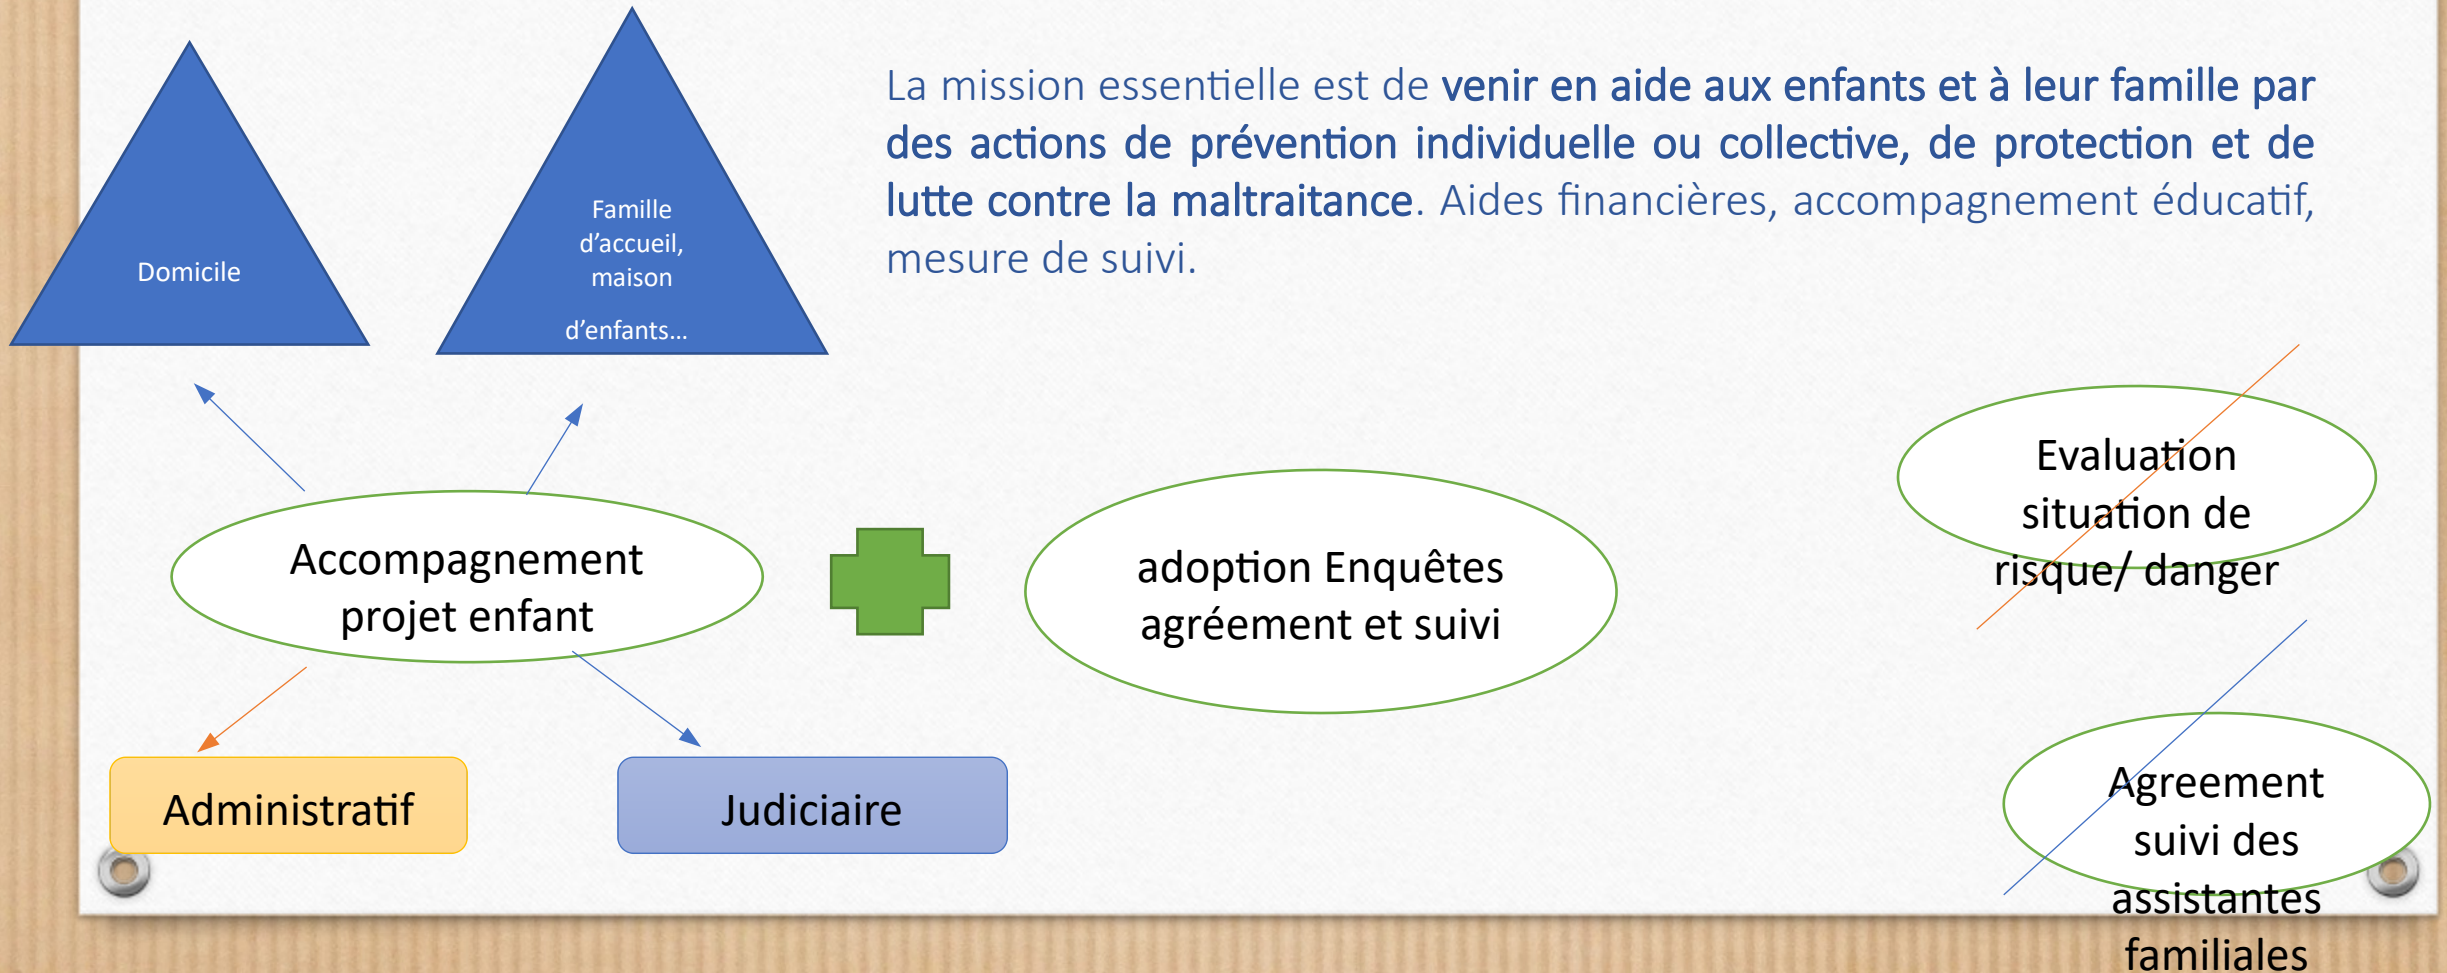 La mission essentielle est de venir en aide aux enfants et à leur famille par
des actions de prévention individuelle ou collective, de protection et de
lutte contre la maltraitance. Aides financières, accompagnement éducatif,
mesure de suivi.
Domicile
Famille
d’accueil,
maison
d’enfants...
Accompagnement
projet enfant
adoption Enquêtes
agréement et suivi
Evaluation
situation de
risque/ danger
Administratif
Judiciaire
Agreement
suivi des
assistantes
familiales